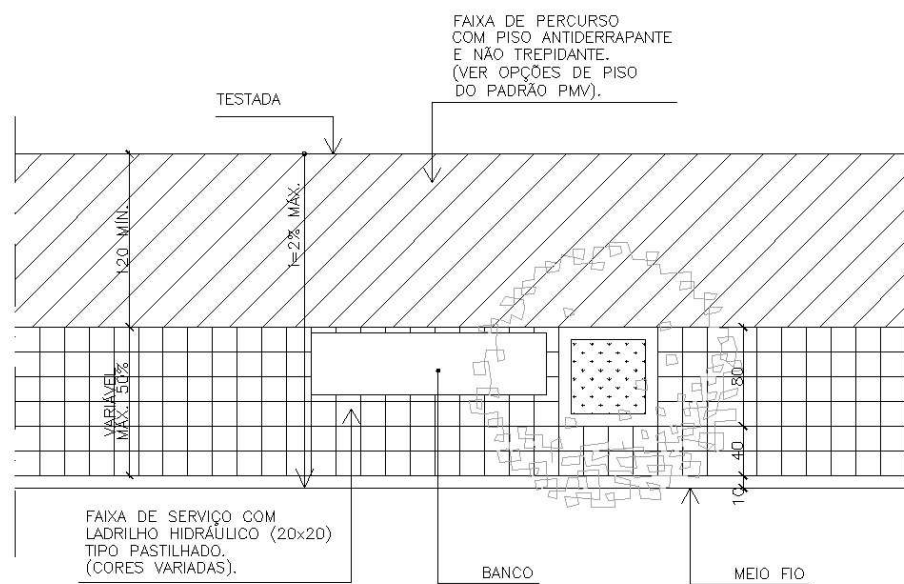 FAIXA DE PERCURSO
COM PISO ANTIDERRAPANTE
E NÃO TREPIDANTE.
(VER OPÇÕES DE PISO
DO PADRÃO PMV).
TESTADA
120 MÍN.
i=2% MÁX.
VARIÁVEL
MÁX. 50%
80
40
10
FAIXA DE SERVIÇO COM
LADRILHO HIDRÁULICO (20x20)
TIPO PASTILHADO.
(CORES VARIADAS).
BANCO
MEIO FIO